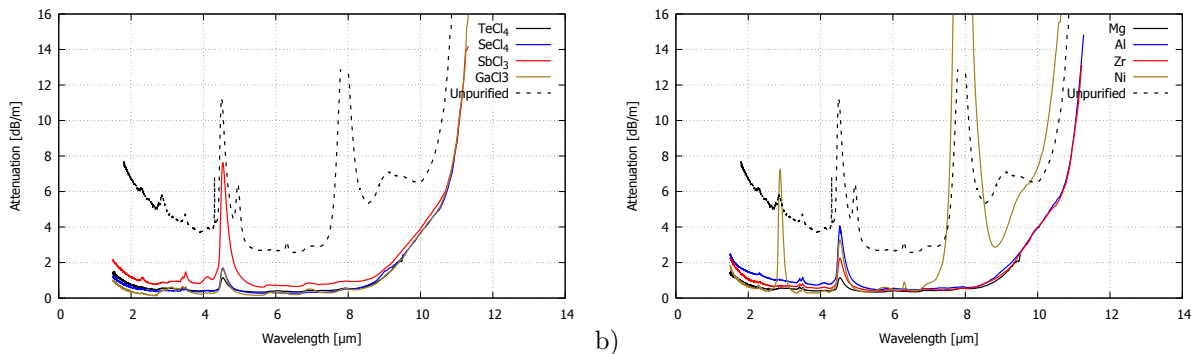 16
14
12
10
8
6
4
2
0
Attenuation [dB/m]
0 2 4 6 8 10 12 14
Wavelength [µm]
TeCl4
SeCl4
SbCl3
GaCl3
Unpurified
b)
16
14
12
10
8
6
4
2
0
Attenuation [dB/m]
0 2 4 6 8 10 12 14
Wavelength [µm]
Mg
Al
Zr
Ni
Unpurified